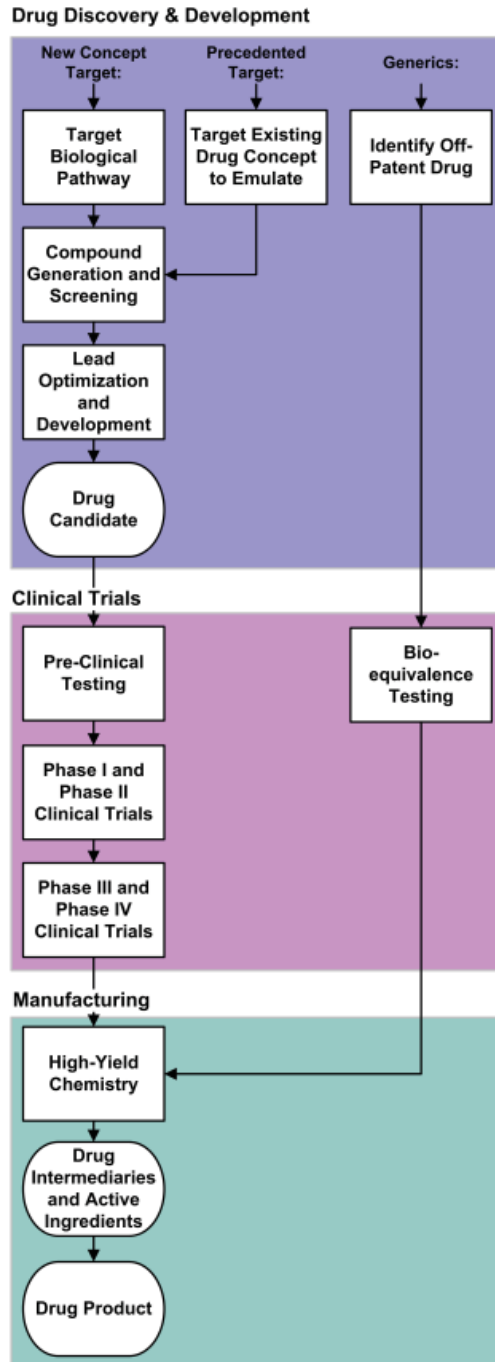 Drug Discovery & Development
New Concept
Target:
Precedented
Target:
Generics:
Target
Biological
Pathway
Target Existing
Drug Concept
to Emulate
Identify Off-
Patent Drug
Compound
Generation and
Screening
Lead
Optimization
and
Development
Drug
Candidate
Clinical Trials
Pre-Clinical
Testing
Bio-
equivalence
Testing
Phase I and
Phase II
Clinical Trials
Phase III and
Phase IV
Clinical Trials
Manufacturing
High-Yield
Chemistry
Drug
Intermediaries
and Active
Ingredients
Drug Product